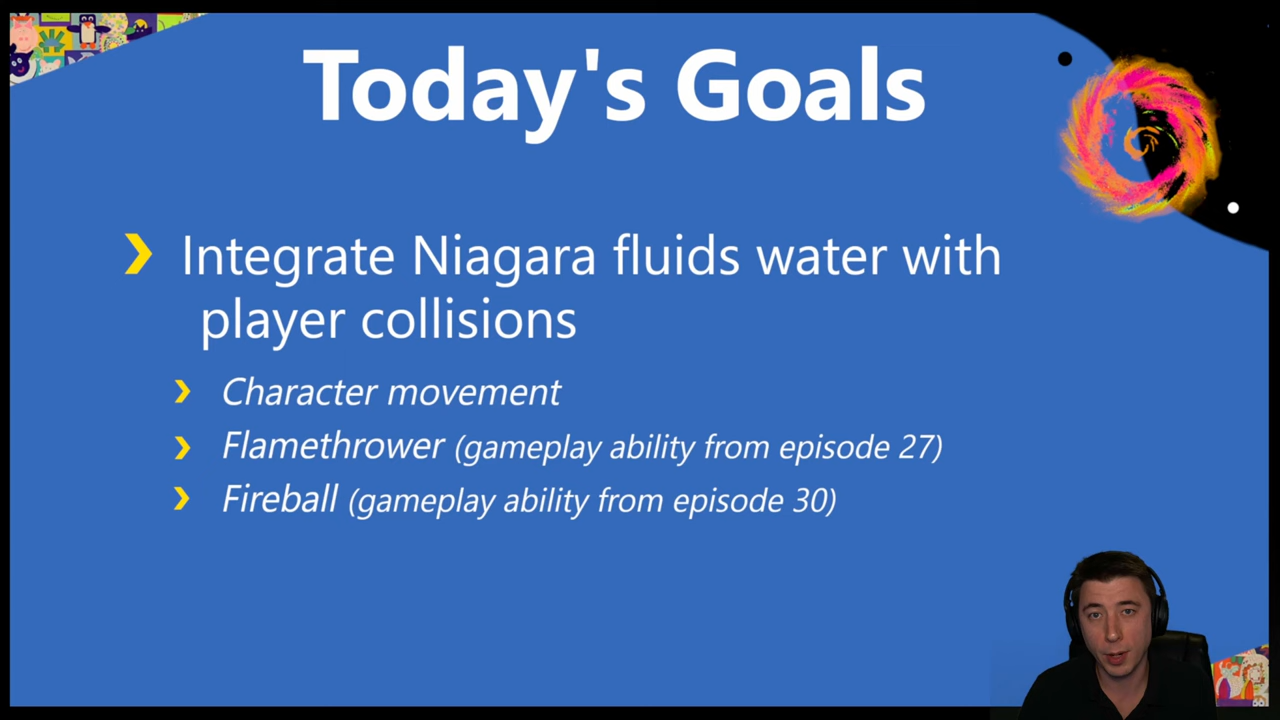 Today's Goals
Integrate Niagara fluids water with
player collisions
Character movement
Flamethrower (gameplay ability from episode 27)
Fireball (gameplay ability from episode 30)